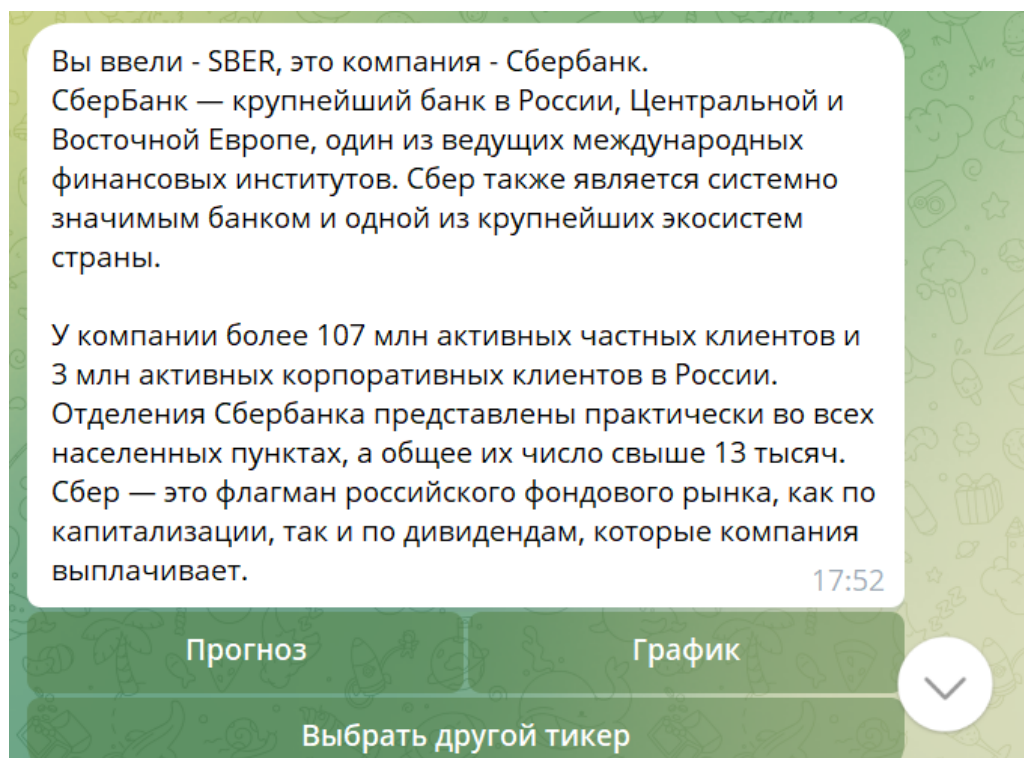 Вы ввели - SBER, это компания - Сбербанк.
СберБанк — крупнейший банк в России, Центральной и
Восточной Европе, один из ведущих международных
финансовых институтов. Сбер также является системно
значимым банком и одной из крупнейших экосистем
страны.
У компании более 107 млн активных частных клиентов и
3 млн активных корпоративных клиентов в России.
Отделения Сбербанка представлены практически во всех
населенных пунктах, а общее их число свыше 13 тысяч.
Сбер — это флагман российского фондового рынка, как по
капитализации, так и по дивидендам, которые компания
выплачивает.
17:52
Прогноз
График
Выбрать другой тикер